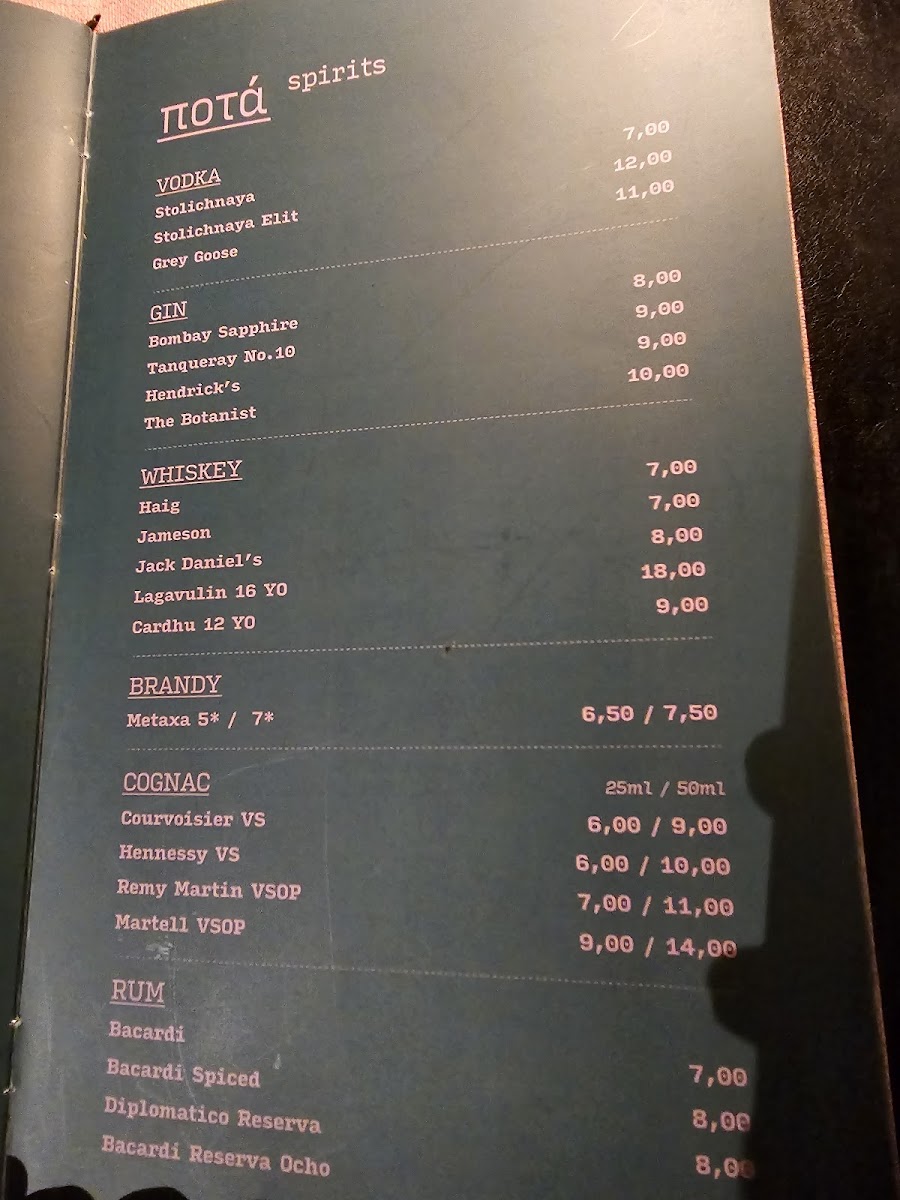 ποτά spirits
VODKA
Stolichnaya 7,00
Stolichnaya Elit 12,00
Grey Goose 11,00
GIN
Bombay Sapphire 8,00
Tanqueray No.10 9,00
Hendrick's 9,00
The Botanist 10,00
WHISKEY
Haig 7,00
Jameson 7,00
Jack Daniel's 8,00
Lagavulin 16 YO 18,00
Cardhu 12 YO 9,00
BRANDY
Metaxa 5* / 7* 6,50 / 7,50
COGNAC 25ml / 50ml
Courvoisier VS 6,00 / 9,00
Hennessy VS 6,00 / 10,00
Remy Martin VSOP 7,00 / 11,00
Martell VSOP 9,00 / 14,00
RUM
Bacardi 7,00
Bacardi Spiced 8,00
Diplomatico Reserva 8,00
Bacardi Reserva Ocho